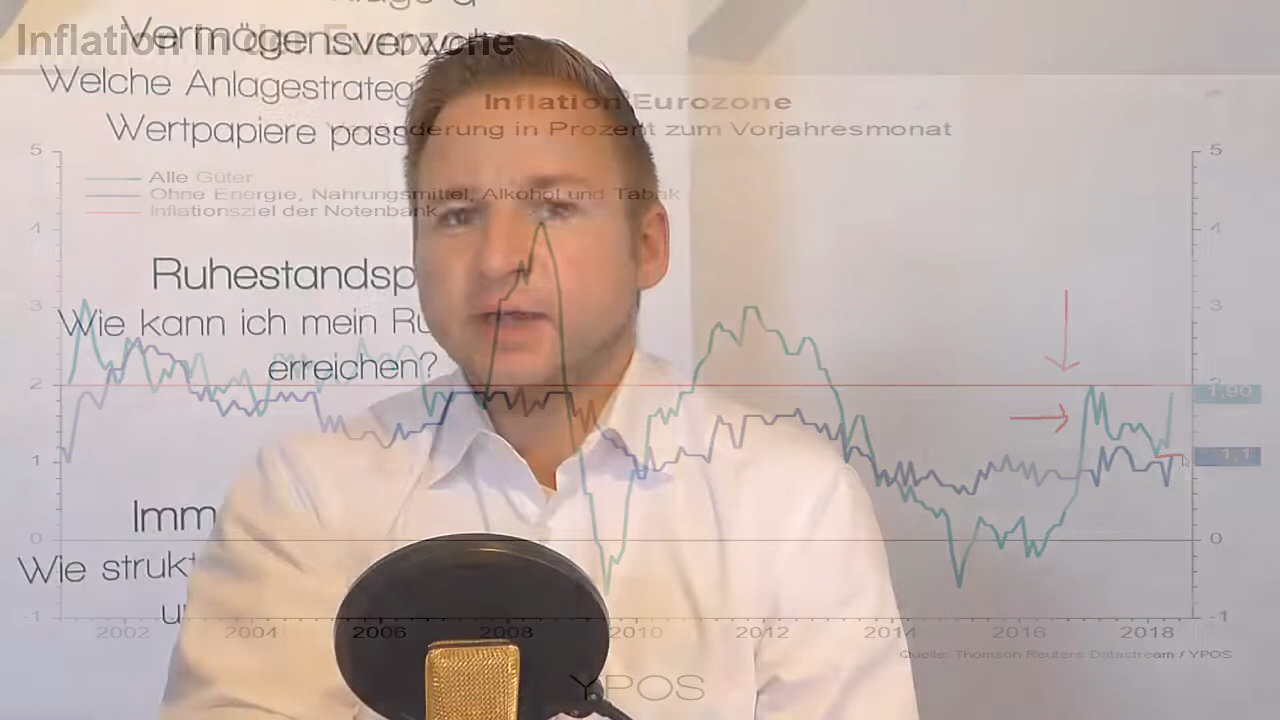 Inflation in der Eurozone
Vermögensverw
Welche Anlagestrateg
Wertpapiere pass
Ruhestandsp
Wie kann ich mein Ru
erreichen?
Imm
Wie strukt
u
Inflation Eurozone
Veränderung in Prozent zum Vorjahresmonat
Alle Güter
Ohne Energie, Nahrungsmittel, Alkohol und Tabak
Inflationsziel der Notenbank
5 5
4 4
3 3
2 2
1,90
1 1,1
0 0
-1 -1
2002 2004 2006 2008 2010 2012 2014 2016 2018
Quelle: Thomson Reuters Datastream / YPOS
YPOS